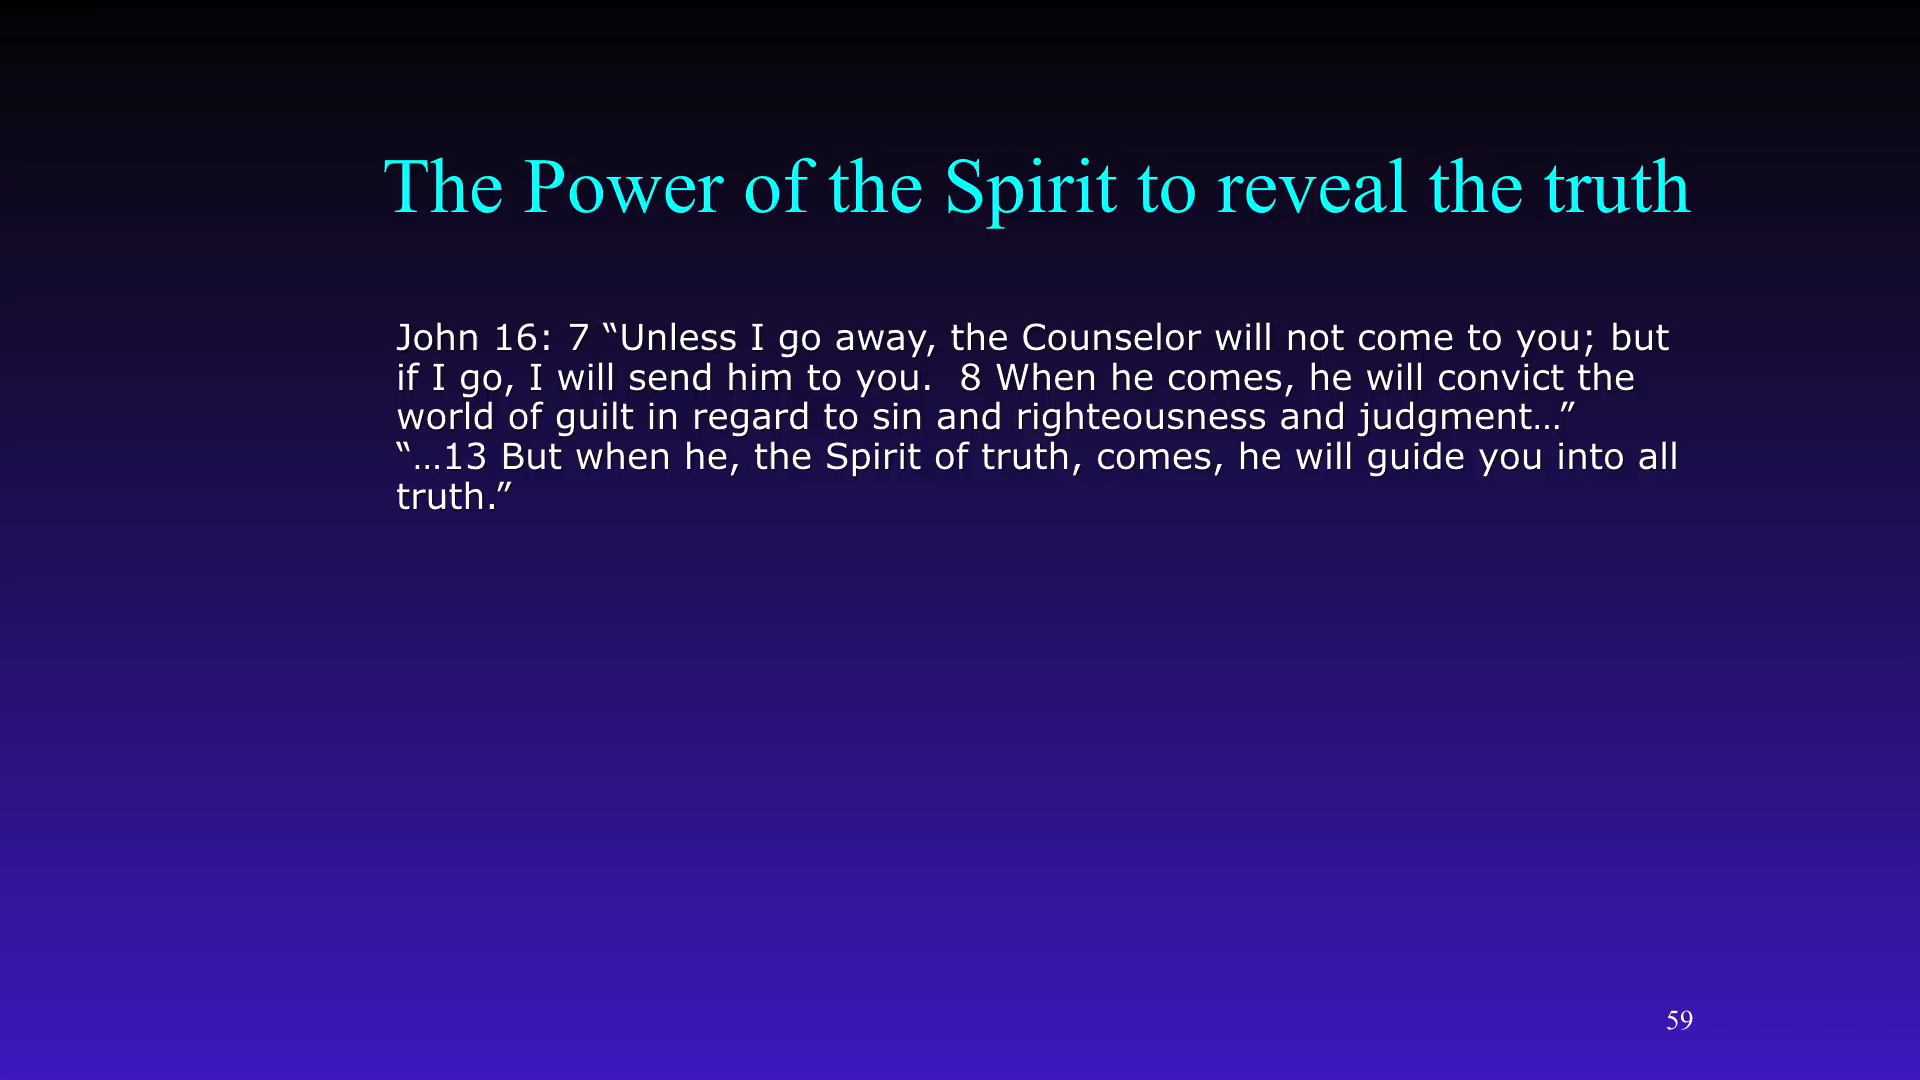 The Power of the Spirit to reveal the truth
John 16: 7 “Unless I go away, the Counselor will not come to you; but
if I go, I will send him to you.  8 When he comes, he will convict the
world of guilt in regard to sin and righteousness and judgment…”
“…13 But when he, the Spirit of truth, comes, he will guide you into all
truth.”
59